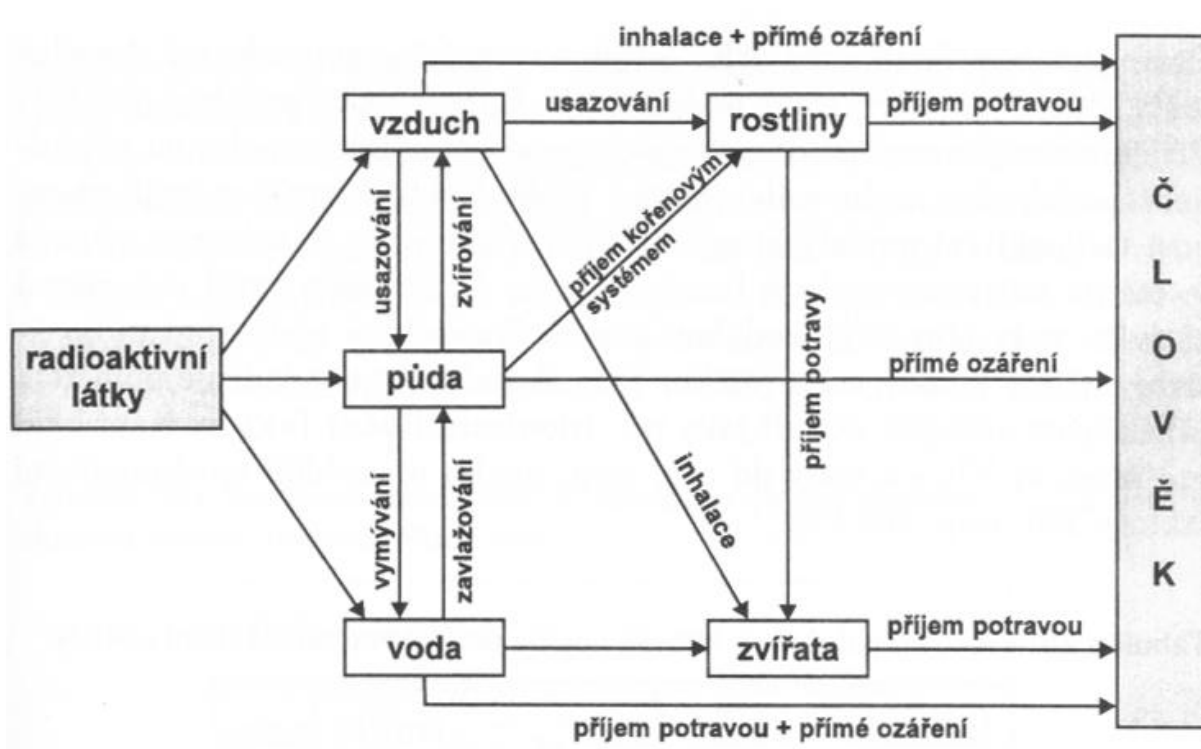 inhalace + přímé ozáření
vzduch
usazování
rostliny
příjem potravou
usazování
zvířování
příjem kořenovým
systémem
příjem potravy
radioaktivní
látky
půda
přímé ozáření
vymývání
zavlažování
inhalace
voda
zvířata
příjem potravou
příjem potravou + přímé ozáření
Č
L
O
V
Ě
K